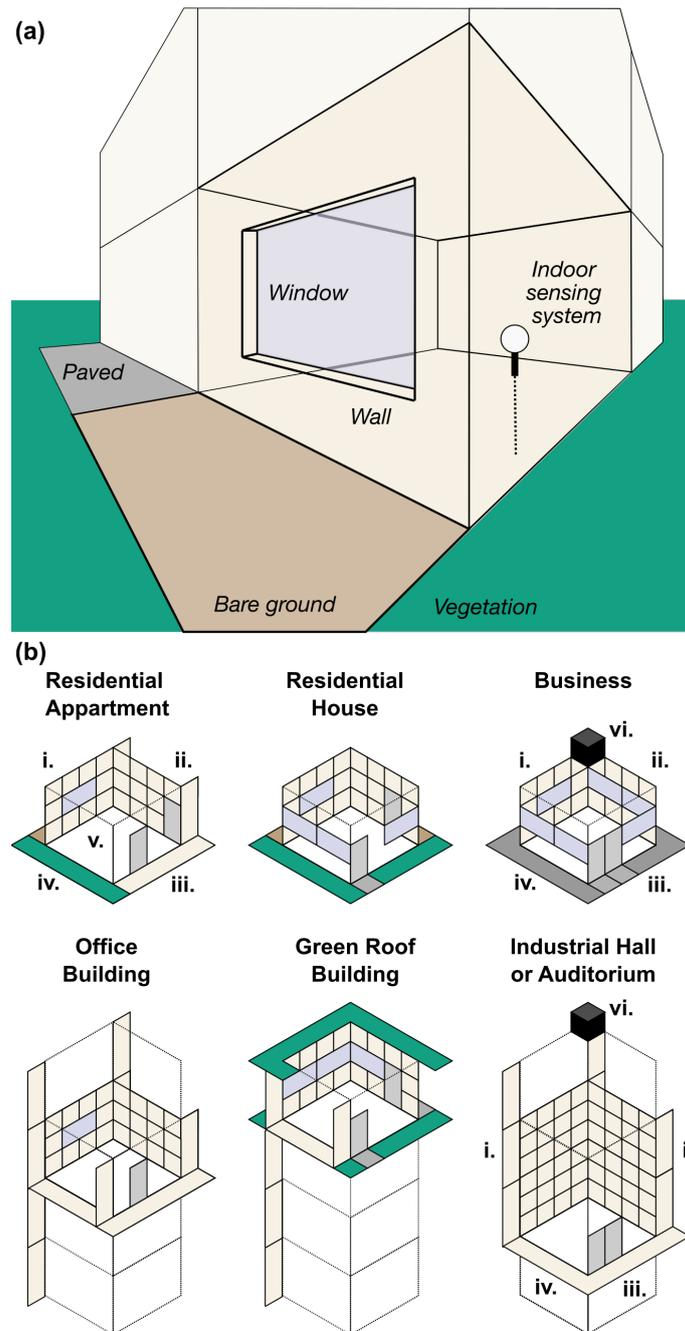 (a)
Window
Indoor
sensing
system
Paved
Wall
Bare ground
Vegetation
(b)
Residential
Appartment
Residential
House
Business
i.
ii.
v.
iv.
iii.
vi.
i.
ii.
iv.
iii.
Office
Building
Green Roof
Building
Industrial Hall
or Auditorium
vi.
i.
iv.
iii.